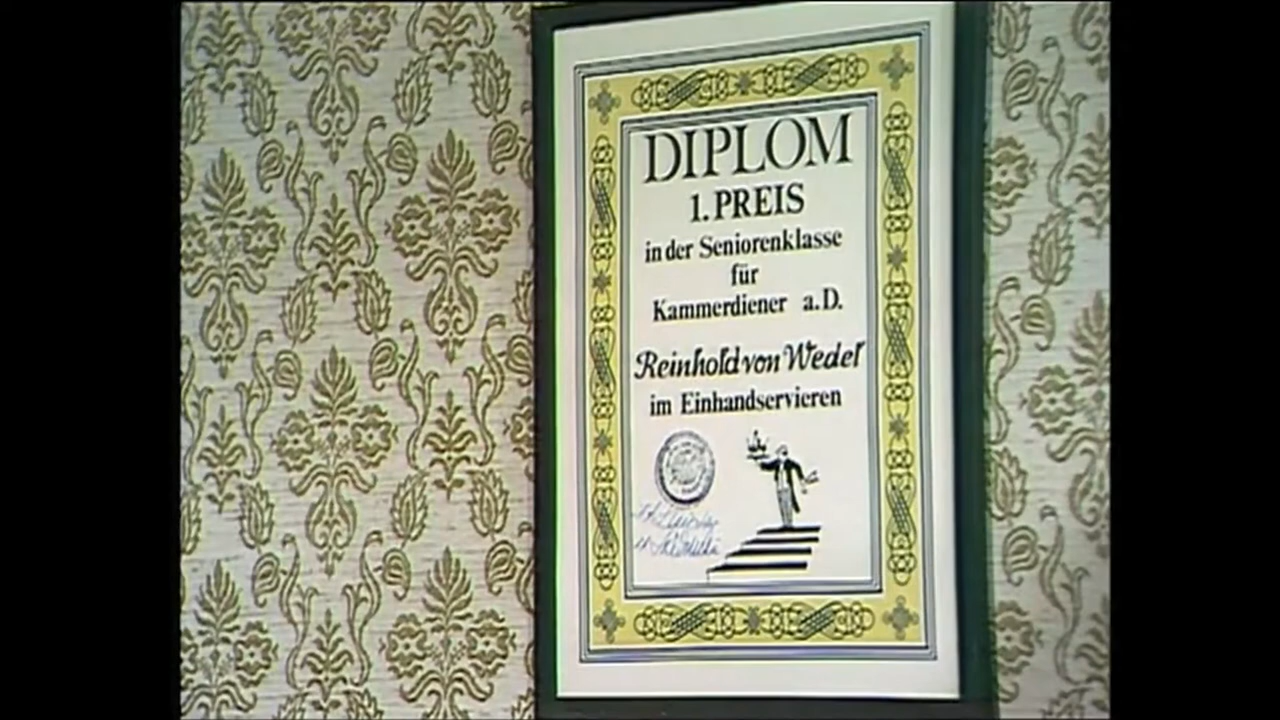 DIPLOM
1. PREIS
in der Seniorenklasse
für
Kammerdiener a.D.
Reinhold von Wedel
im Einhandservieren